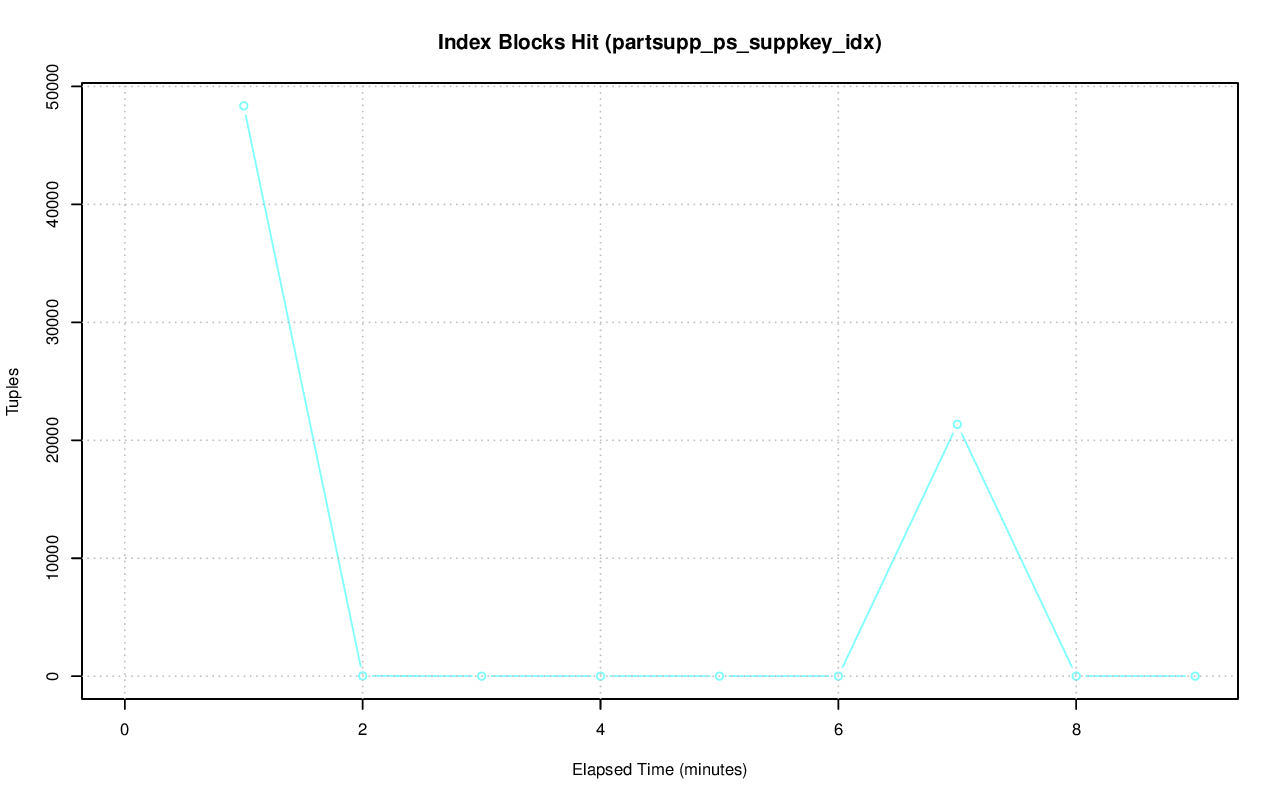 Index Blocks Hit (partsupp_ps_suppkey_idx)
50000
40000
30000
20000
10000
0
Tuples
0 2 4 6 8
Elapsed Time (minutes)